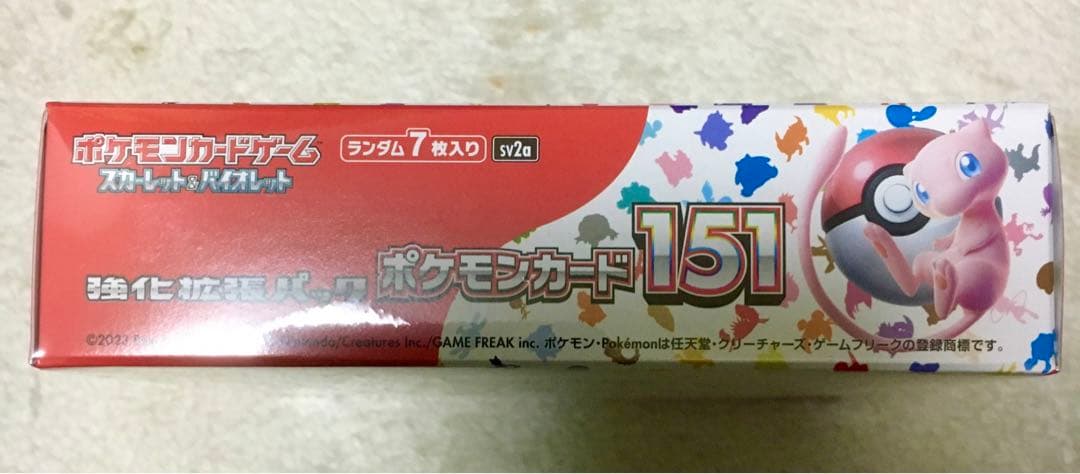 ポケモンカードゲーム
スカーレット&バイオレット
ランダム7枚入り
sv2a
強化拡張パック
ポケモンカード151
©2023 Nintendo/Creatures Inc./GAME FREAK inc. ポケモン・Pokémonは任天堂・クリーチャーズ・ゲームフリークの登録商標です。